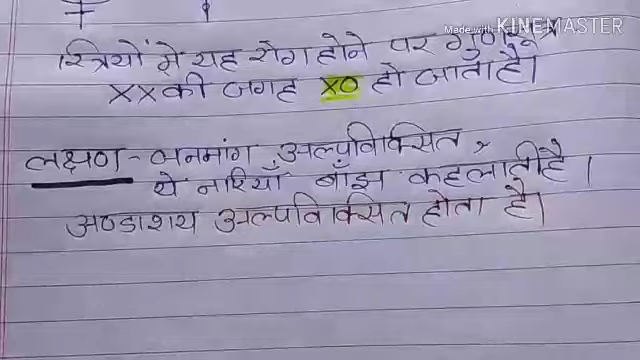 Made with KINEMASTER
स्त्रियों में यह रोग होने पर गुणसूत्र
XX की जगह XO हो जाता है।
लक्षण - जनमांग अल्पविकसित,
ये नारियाँ बाँझ कहलाती है।
अण्डाशय अल्पविकसित होता है।